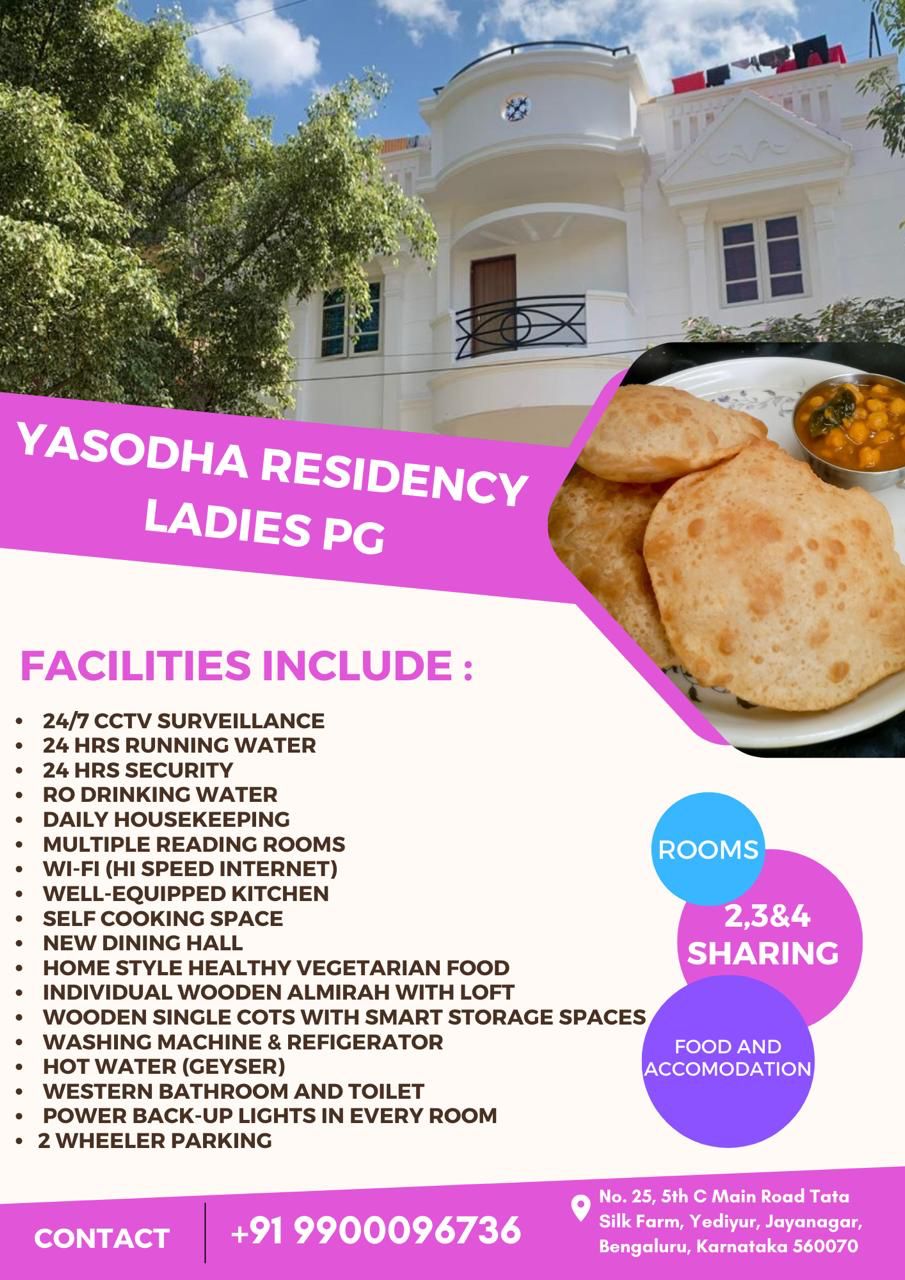 YASODHA RESIDENCY
LADIES PG
FACILITIES INCLUDE :
• 24/7 CCTV SURVEILLANCE
• 24 HRS RUNNING WATER
• 24 HRS SECURITY
• RO DRINKING WATER
• DAILY HOUSEKEEPING
• MULTIPLE READING ROOMS
• WI-FI (HI SPEED INTERNET)
• WELL-EQUIPPED KITCHEN
• SELF COOKING SPACE
• NEW DINING HALL
• HOME STYLE HEALTHY VEGETARIAN FOOD
• INDIVIDUAL WOODEN ALMIRAH WITH LOFT
• WOODEN SINGLE COTS WITH SMART STORAGE SPACES
• WASHING MACHINE & REFIGERATOR
• HOT WATER (GEYSER)
• WESTERN BATHROOM AND TOILET
• POWER BACK-UP LIGHTS IN EVERY ROOM
• 2 WHEELER PARKING
ROOMS
2,3&4
SHARING
FOOD AND
ACCOMODATION
CONTACT
+91 9900096736
No. 25, 5th C Main Road Tata
Silk Farm, Yediyur, Jayanagar,
Bengaluru, Karnataka 560070